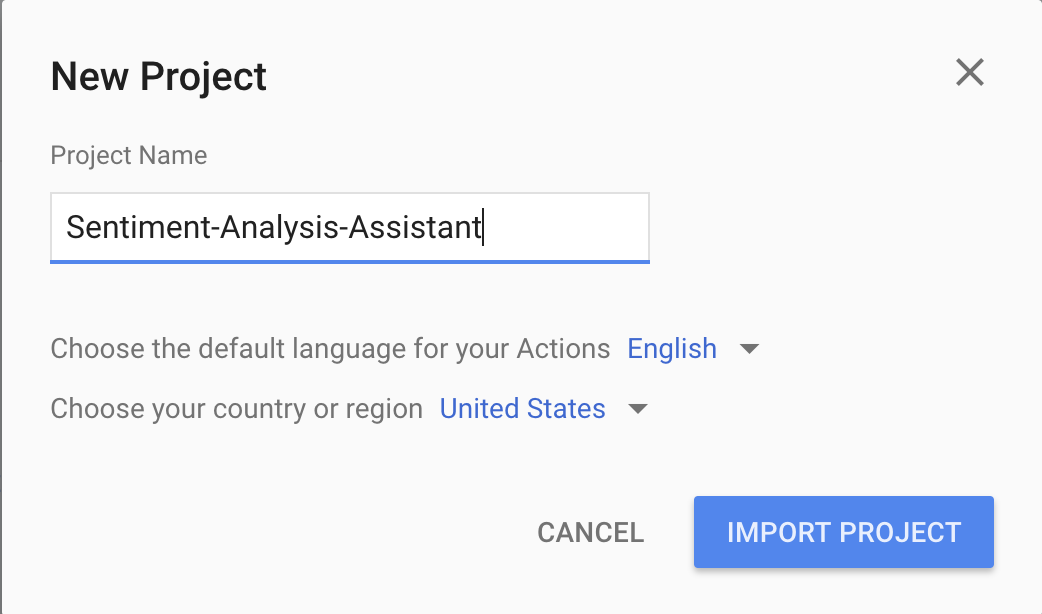 New Project
Project Name
Sentiment-Analysis-Assistant
Choose the default language for your Actions English
Choose your country or region United States
CANCEL IMPORT PROJECT